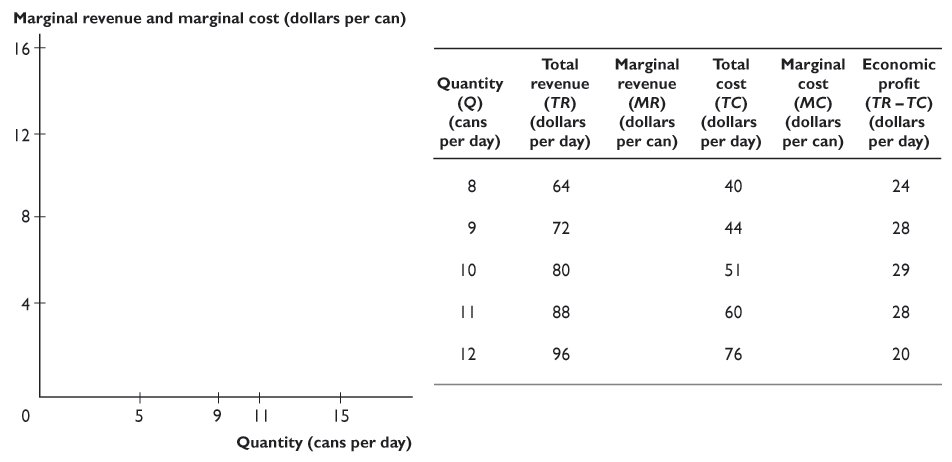 Marginal revenue and marginal cost (dollars per can)
16
12
8
4
0
5 9 11 15
Quantity (cans per day)
Quantity
(Q)
(cans
per day)
Total
revenue
(TR)
(dollars
per day)
Marginal
revenue
(MR)
(dollars
per can)
Total
cost
(TC)
(dollars
per day)
Marginal
cost
(MC)
(dollars
per can)
Economic
profit
(TR – TC)
(dollars
per day)
8 64 40 24
9 72 44 28
10 80 51 29
11 88 60 28
12 96 76 20